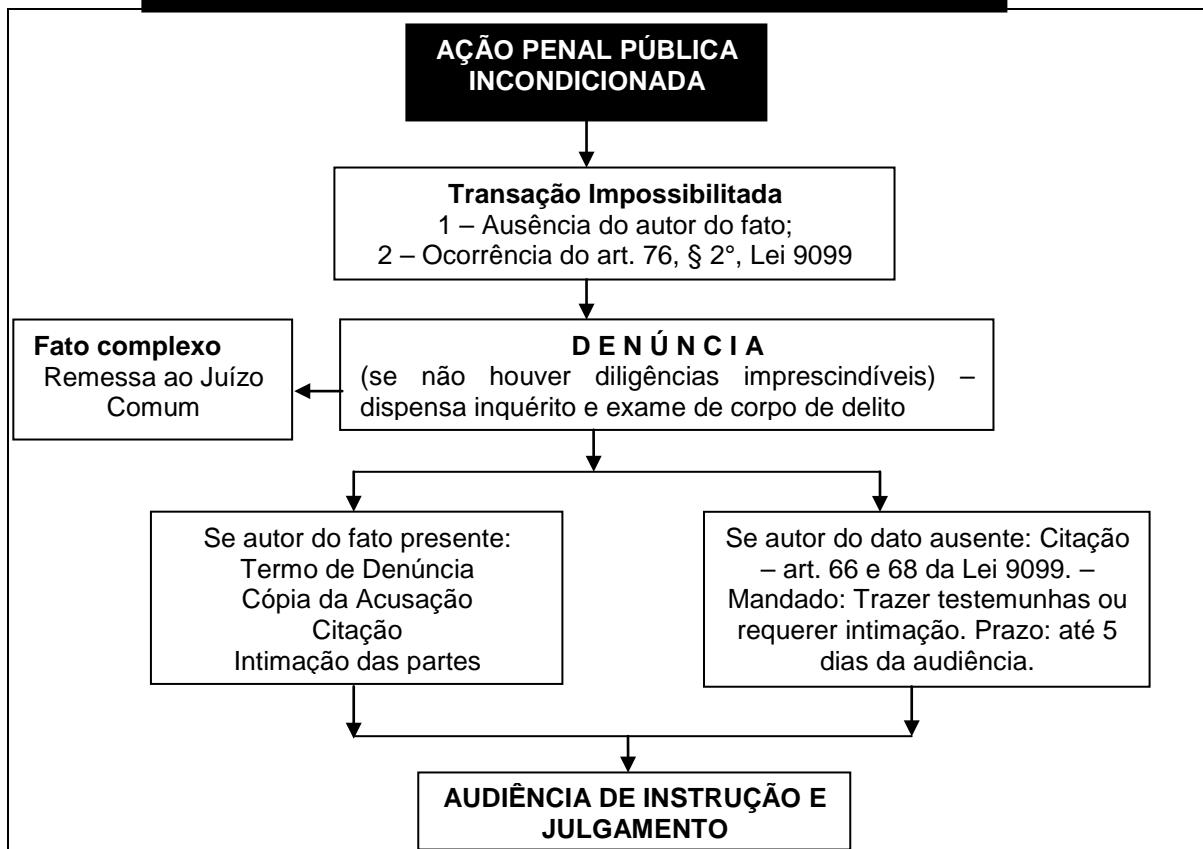 AÇÃO PENAL PÚBLICA
INCONDICIONADA
Transação Impossibilitada
1 – Ausência do autor do fato;
2 – Ocorrência do art. 76, § 2°, Lei 9099
Fato complexo
Remessa ao Juízo
Comum
D E N Ú N C I A
(se não houver diligências imprescindíveis) –
dispensa inquérito e exame de corpo de delito
Se autor do fato presente:
Termo de Denúncia
Cópia da Acusação
Citação
Intimação das partes
Se autor do dato ausente: Citação
– art. 66 e 68 da Lei 9099. –
Mandado: Trazer testemunhas ou
requerer intimação. Prazo: até 5
dias da audiência.
AUDIÊNCIA DE INSTRUÇÃO E
JULGAMENTO